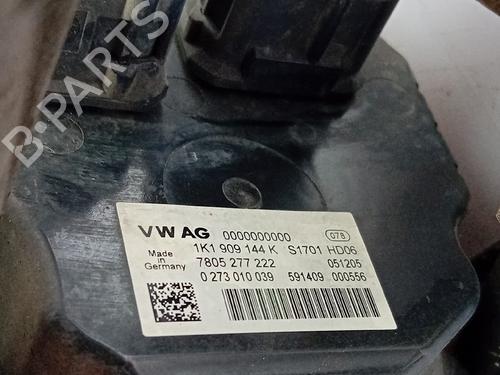 B-PARTS
VW AG 0000000000 078
1K1 909 144 K S1701 HD06
Made in Germany 7805 277 222 051205
0 273 010 039 591409 000556